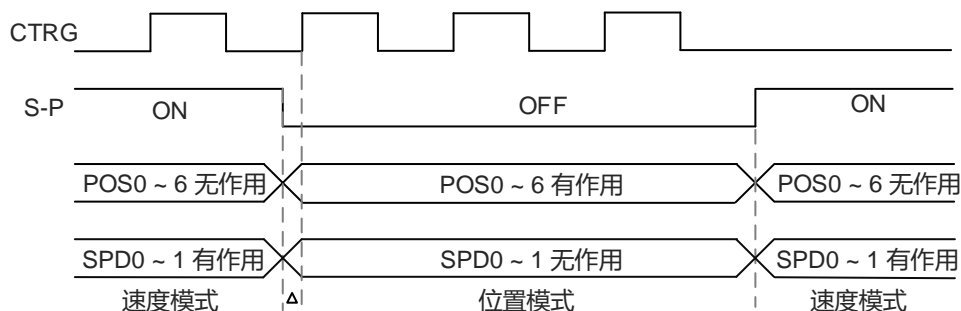 CTRG
S-P ON OFF ON
POS0 ~ 6 无作用 POS0 ~ 6 有作用 POS0 ~ 6 无作用
SPD0 ~ 1 有作用 SPD0 ~ 1 无作用 SPD0 ~ 1 有作用
速度模式 Δ 位置模式 速度模式